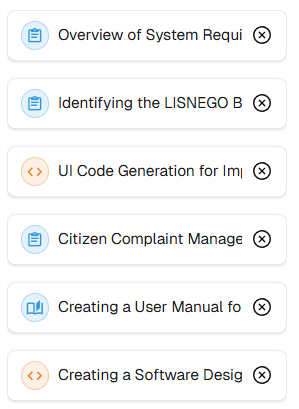 Overview of System Requi
Identifying the LISNEGO B
UI Code Generation for Im
Citizen Complaint Manage
Creating a User Manual fo
Creating a Software Desig